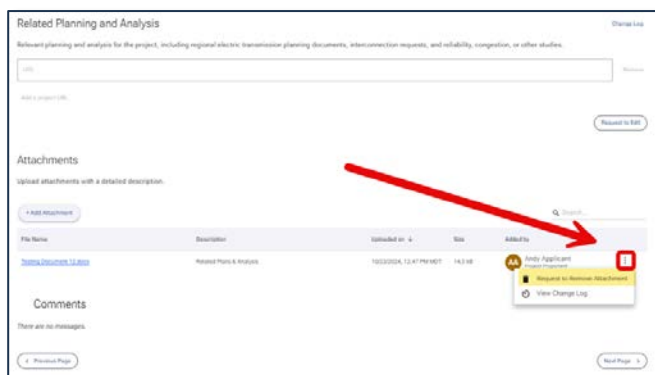 Related Planning and Analysis
Change Log
Relevant planning and analysis for the project, including regional electric transmission planning documents, interconnection requests, and reliability, congestion, or other studies.
URL
Remove
Add a project URL
Request to Edit
Attachments
Upload attachments with a detailed description.
+ Add Attachment
Search...
File Name Description Uploaded on ↓ Size Added by
Testing Document 12.docx Related Plans & Analysis 10/23/2024, 12:47 PM MDT 14.3 kB AA Andy Applicant
Project Proponent
Request to Remove Attachment
View Change Log
Comments
There are no messages.
< Previous Page
Next Page >